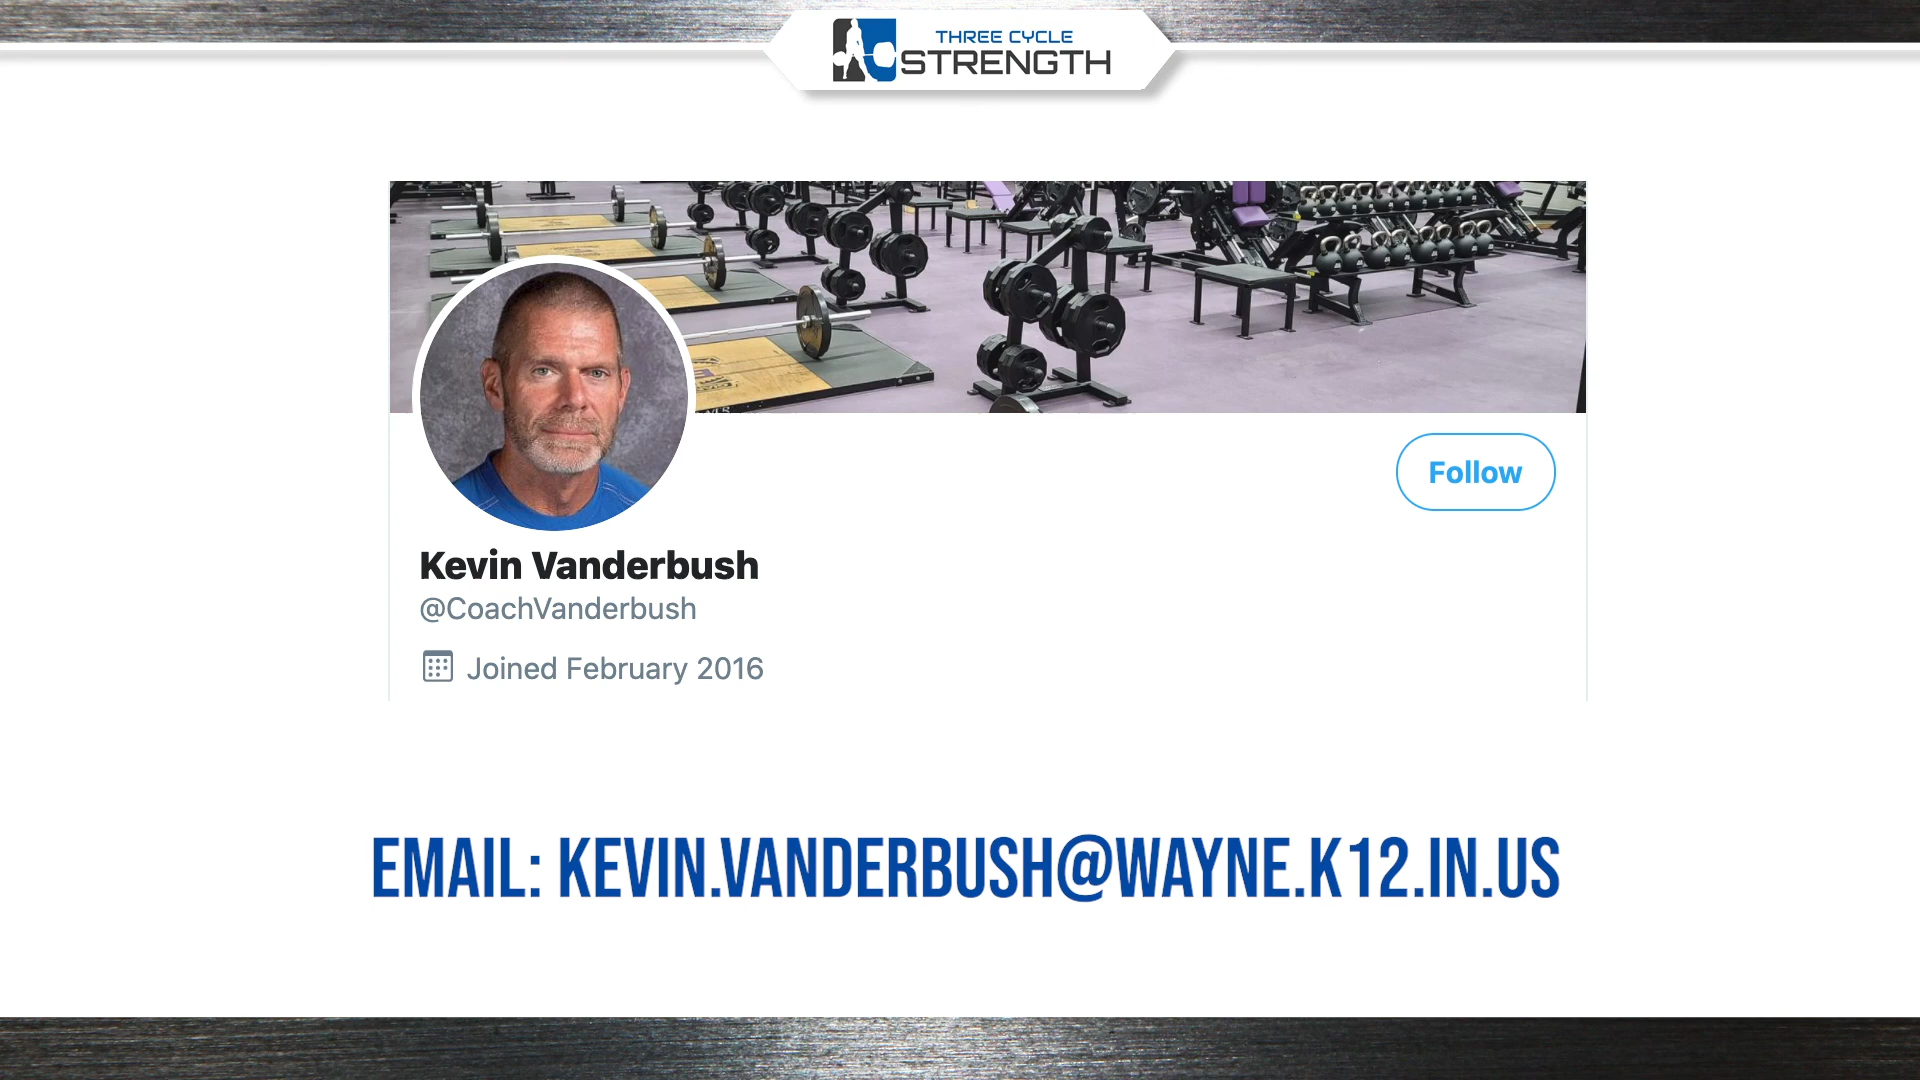 THREE CYCLE
STRENGTH
Follow
Kevin Vanderbush
@CoachVanderbush
Joined February 2016
EMAIL: KEVIN.VANDERBUSH@WAYNE.K12.IN.US